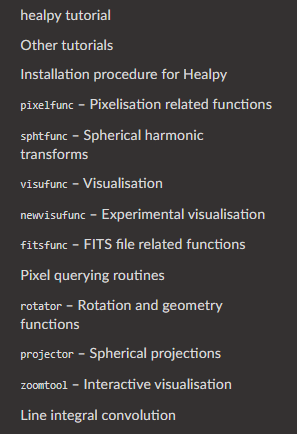 healpy tutorial
Other tutorials
Installation procedure for Healpy
pixelfunc – Pixelisation related functions
sphtfunc – Spherical harmonic
transforms
visufunc – Visualisation
newvisufunc – Experimental visualisation
fitsfunc – FITS file related functions
Pixel querying routines
rotator – Rotation and geometry
functions
projector – Spherical projections
zoomtool – Interactive visualisation
Line integral convolution